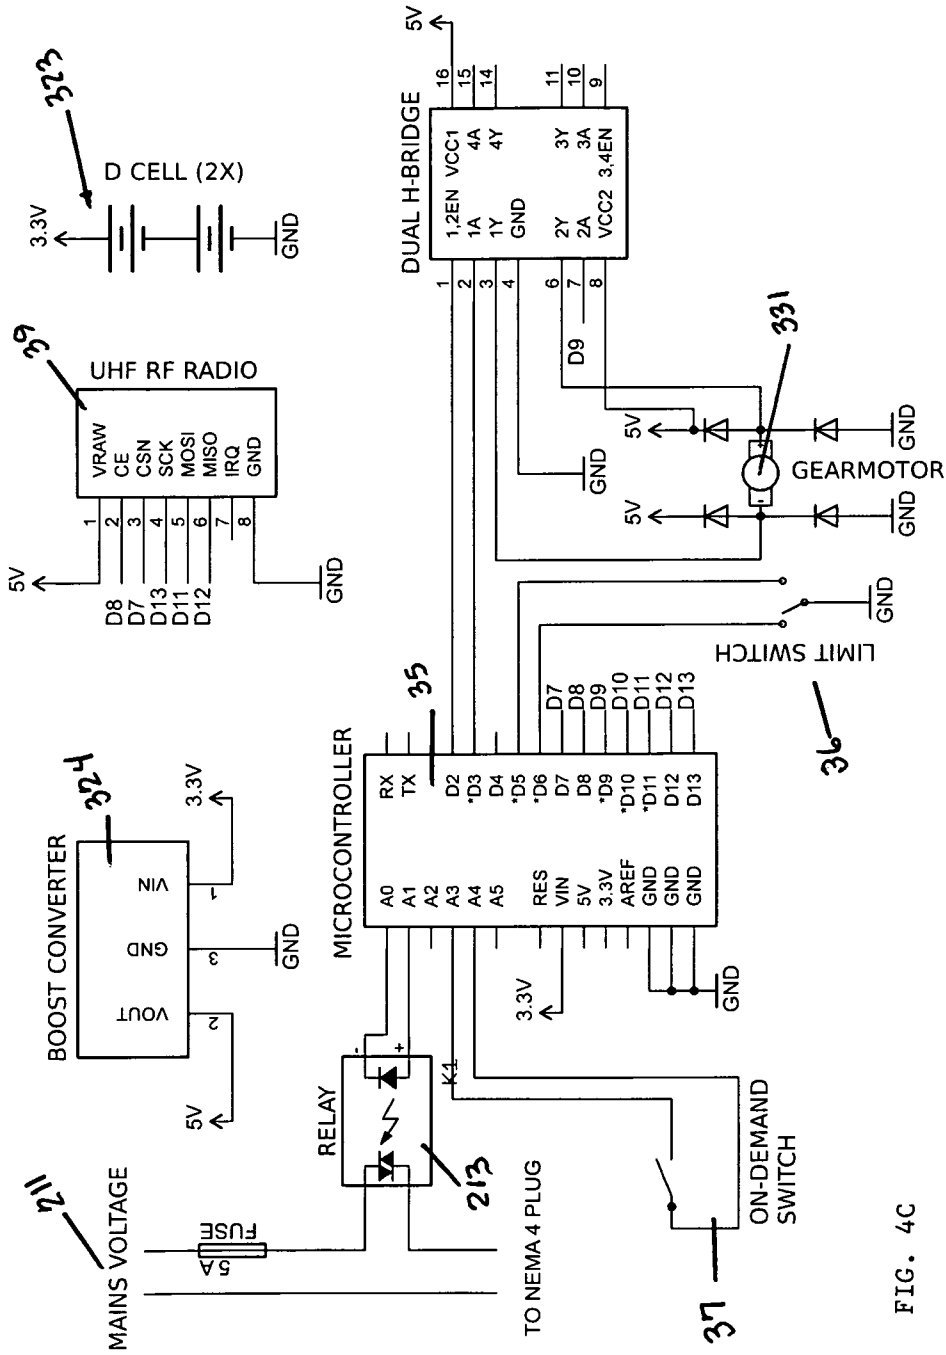 323
3.3V
D CELL (2X)
GND
39
UHF RF RADIO
VRAW
CE
CSN
SCK
MOSI
MISO
IRQ
GND
1
2
3
4
5
6
7
8
5V
D8
D7
D13
D11
D12
GND
324
BOOST CONVERTER
VIN
GND
VOUT
1
3
2
3.3V
GND
5V
211
MAINS VOLTAGE
FUSE
5A
TO NEMA 4 PLUG
RELAY
-
+
K1
213
MICROCONTROLLER
35
RX
TX
D2
*D3
D4
*D5
*D6
D7
D8
*D9
*D10
*D11
D12
D13
A0
A1
A2
A3
A4
A5
RES
VIN
5V
3.3V
AREF
GND
GND
GND
3.3V
GND
D7
D8
D9
D10
D11
D12
D13
ON-DEMAND
SWITCH
37
LIMIT SWITCH
GND
36
DUAL H-BRIDGE
5V
16
15
14
11
10
9
VCC1
4A
4Y
3Y
3A
3,4EN
1,2EN
1A
1Y
GND
2Y
2A
VCC2
1
2
3
4
6
7
8
D9
GND
5V
5V
+
-
GEARMOTOR
331
GND
GND
FIG. 4C